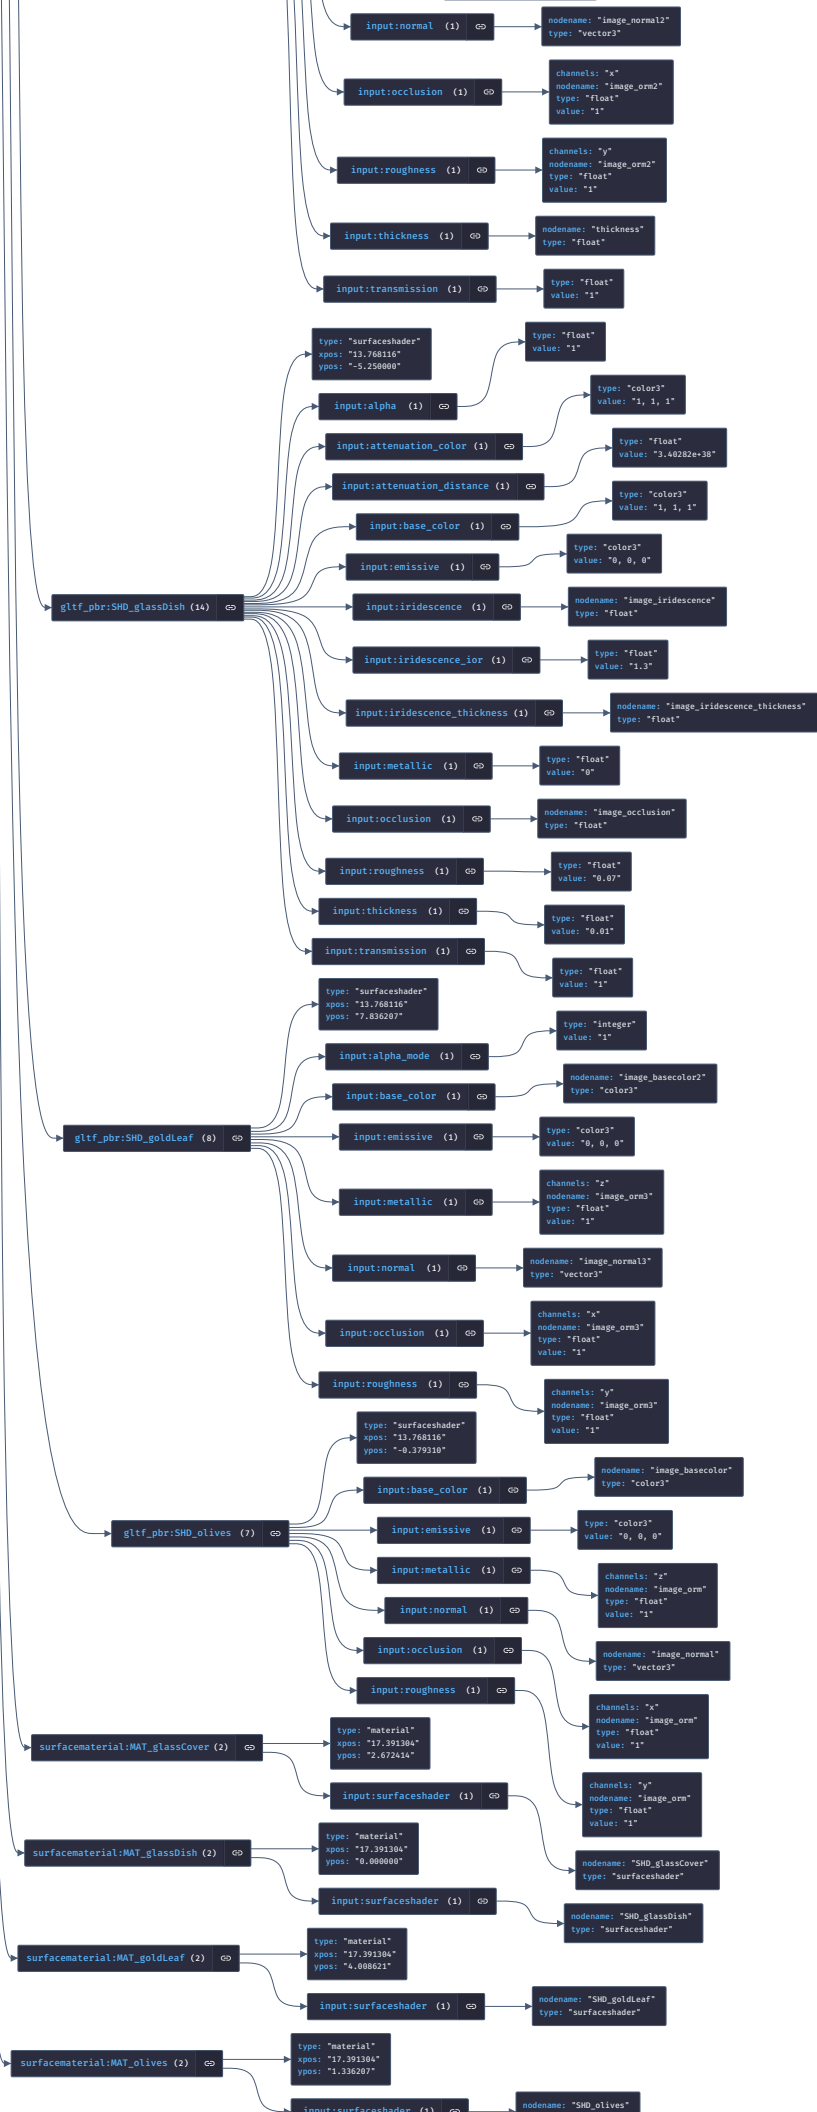 input:normal (1)
nodename: "image_normal2"
type: "vector3"
input:occlusion (1)
channels: "x"
nodename: "image_orm2"
type: "float"
value: "1"
input:roughness (1)
channels: "y"
nodename: "image_orm2"
type: "float"
value: "1"
input:thickness (1)
nodename: "thickness"
type: "float"
input:transmission (1)
type: "float"
value: "1"
gltf_pbr:SHD_glassDish (14)
type: "surfaceshader"
xpos: "13.768116"
ypos: "-5.250000"
input:alpha (1)
type: "float"
value: "1"
input:attenuation_color (1)
type: "color3"
value: "1, 1, 1"
input:attenuation_distance (1)
type: "float"
value: "3.40282e+38"
input:base_color (1)
type: "color3"
value: "1, 1, 1"
input:emissive (1)
type: "color3"
value: "0, 0, 0"
input:iridescence (1)
nodename: "image_iridescence"
type: "float"
input:iridescence_ior (1)
type: "float"
value: "1.3"
input:iridescence_thickness (1)
nodename: "image_iridescence_thickness"
type: "float"
input:metallic (1)
type: "float"
value: "0"
input:occlusion (1)
nodename: "image_occlusion"
type: "float"
input:roughness (1)
type: "float"
value: "0.07"
input:thickness (1)
type: "float"
value: "0.01"
input:transmission (1)
type: "float"
value: "1"
gltf_pbr:SHD_goldLeaf (8)
type: "surfaceshader"
xpos: "13.768116"
ypos: "7.836207"
input:alpha_mode (1)
type: "integer"
value: "1"
input:base_color (1)
nodename: "image_basecolor2"
type: "color3"
input:emissive (1)
type: "color3"
value: "0, 0, 0"
input:metallic (1)
channels: "z"
nodename: "image_orm3"
type: "float"
value: "1"
input:normal (1)
nodename: "image_normal3"
type: "vector3"
input:occlusion (1)
channels: "x"
nodename: "image_orm3"
type: "float"
value: "1"
input:roughness (1)
channels: "y"
nodename: "image_orm3"
type: "float"
value: "1"
gltf_pbr:SHD_olives (7)
type: "surfaceshader"
xpos: "13.768116"
ypos: "-0.379310"
input:base_color (1)
nodename: "image_basecolor"
type: "color3"
input:emissive (1)
type: "color3"
value: "0, 0, 0"
input:metallic (1)
channels: "z"
nodename: "image_orm"
type: "float"
value: "1"
input:normal (1)
nodename: "image_normal"
type: "vector3"
input:occlusion (1)
channels: "x"
nodename: "image_orm"
type: "float"
value: "1"
input:roughness (1)
channels: "y"
nodename: "image_orm"
type: "float"
value: "1"
surfacematerial:MAT_glassCover (2)
type: "material"
xpos: "17.391304"
ypos: "2.672414"
input:surfaceshader (1)
nodename: "SHD_glassCover"
type: "surfaceshader"
surfacematerial:MAT_glassDish (2)
type: "material"
xpos: "17.391304"
ypos: "0.000000"
input:surfaceshader (1)
nodename: "SHD_glassDish"
type: "surfaceshader"
surfacematerial:MAT_goldLeaf (2)
type: "material"
xpos: "17.391304"
ypos: "4.008621"
input:surfaceshader (1)
nodename: "SHD_goldLeaf"
type: "surfaceshader"
surfacematerial:MAT_olives (2)
type: "material"
xpos: "17.391304"
ypos: "1.336207"
input:surfaceshader (1)
nodename: "SHD_olives"